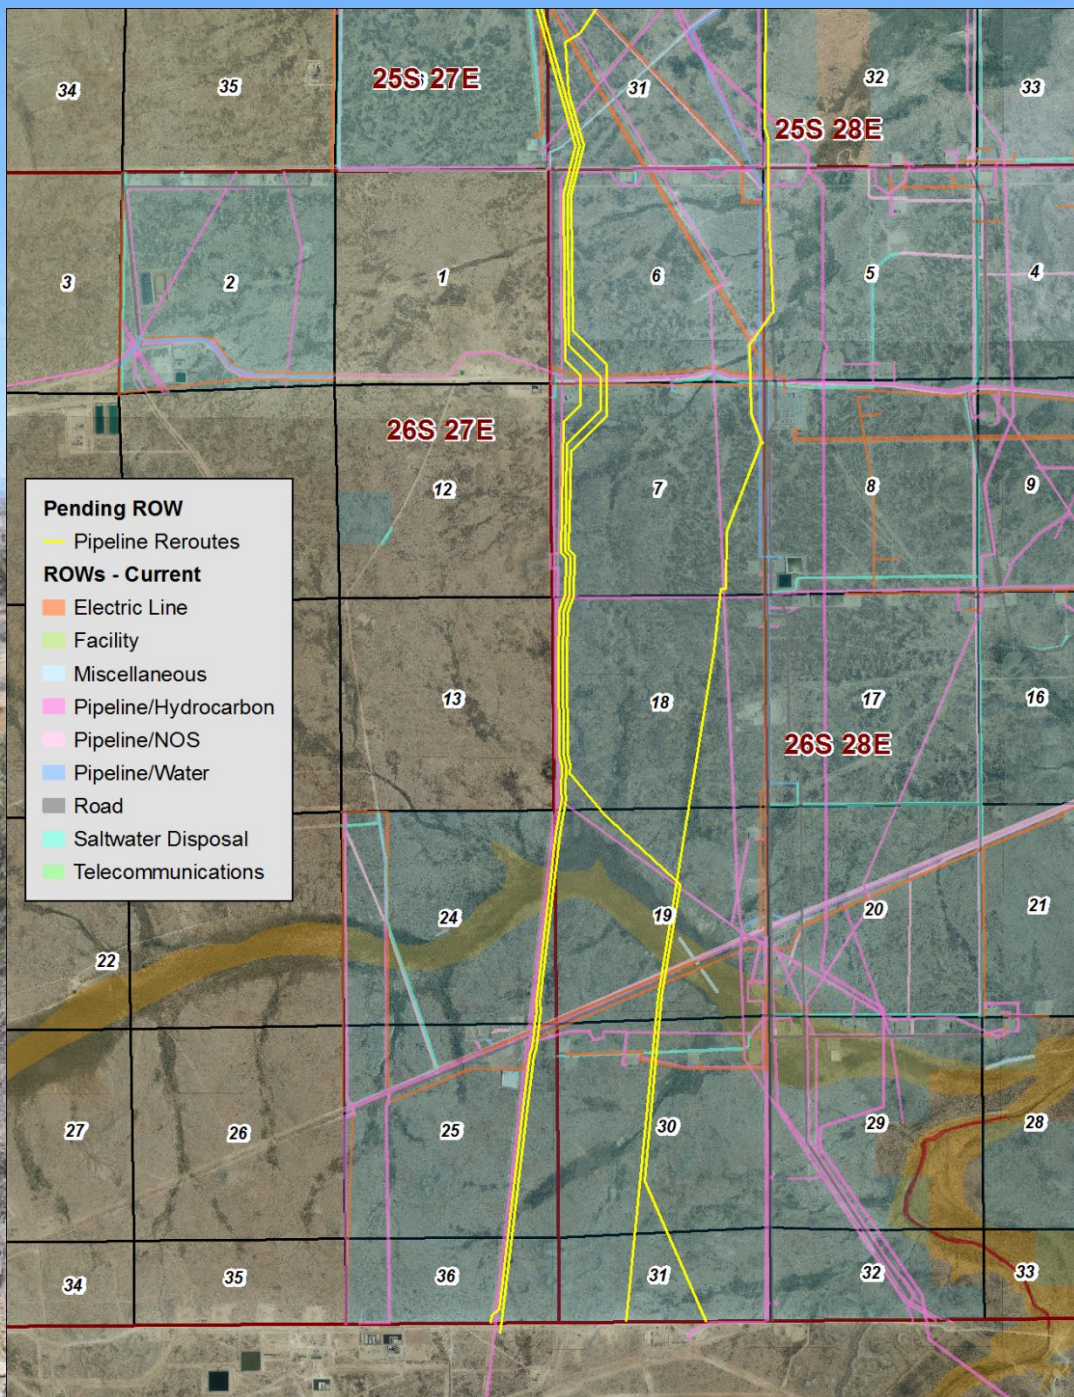 34
35
25S 27E
31
32
33
25S 28E
3
2
1
6
5
4
26S 27E
12
7
8
9
Pending ROW
Pipeline Reroutes
ROWs - Current
Electric Line
Facility
Miscellaneous
Pipeline/Hydrocarbon
Pipeline/NOS
Pipeline/Water
Road
Saltwater Disposal
Telecommunications
13
18
17
16
26S 28E
22
24
19
20
21
27
26
25
30
29
28
34
35
36
31
32
33